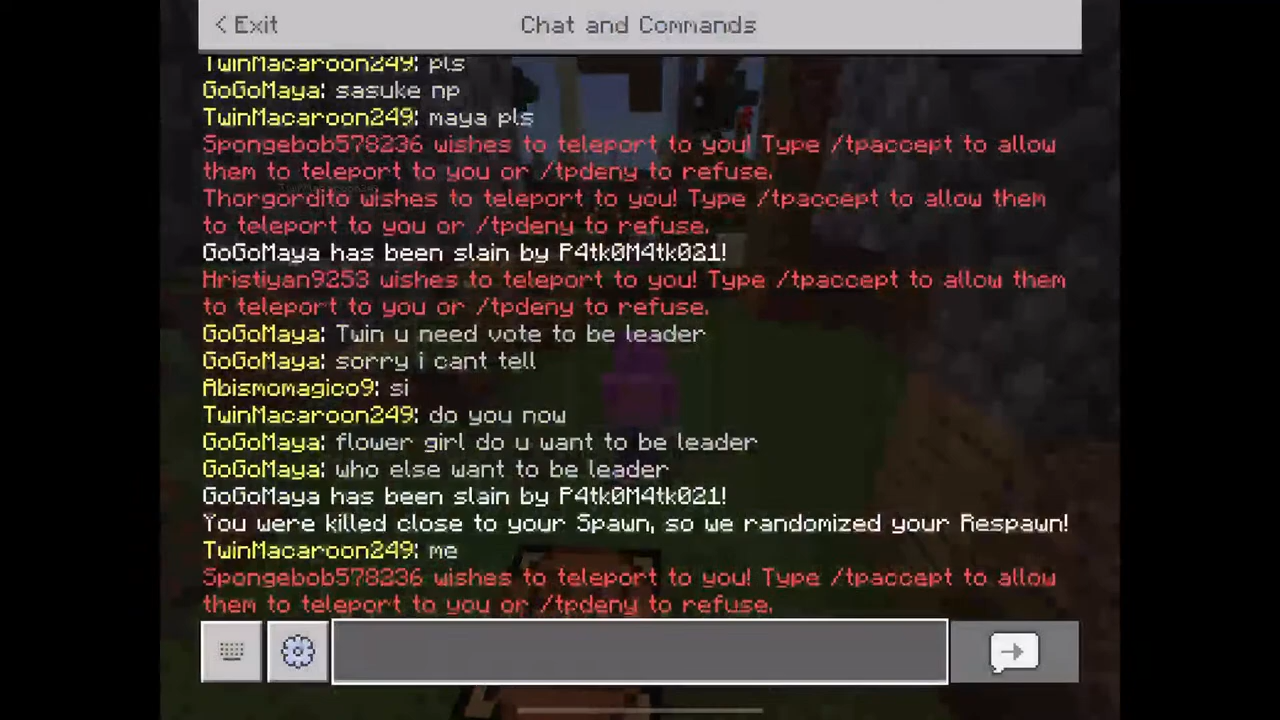 < Exit
Chat and Commands
TwinMacaroon249: pls
GoGoMaya: sasuke np
TwinMacaroon249: maya pls
Spongebob578236 wishes to teleport to you! Type /tpaccept to allow
them to teleport to you or /tpdeny to refuse.
Thorgordito wishes to teleport to you! Type /tpaccept to allow them
to teleport to you or /tpdeny to refuse.
GoGoMaya has been slain by P4tk0M4tk021!
Hristiyan9253 wishes to teleport to you! Type /tpaccept to allow them
to teleport to you or /tpdeny to refuse.
GoGoMaya: Twin u need vote to be leader
GoGoMaya: sorry i cant tell
Abismomagico9: si
TwinMacaroon249: do you now
GoGoMaya: flower girl do u want to be leader
GoGoMaya: who else want to be leader
GoGoMaya has been slain by P4tk0M4tk021!
You were killed close to your Spawn, so we randomized your Respawn!
TwinMacaroon249: me
Spongebob578236 wishes to teleport to you! Type /tpaccept to allow
them to teleport to you or /tpdeny to refuse.